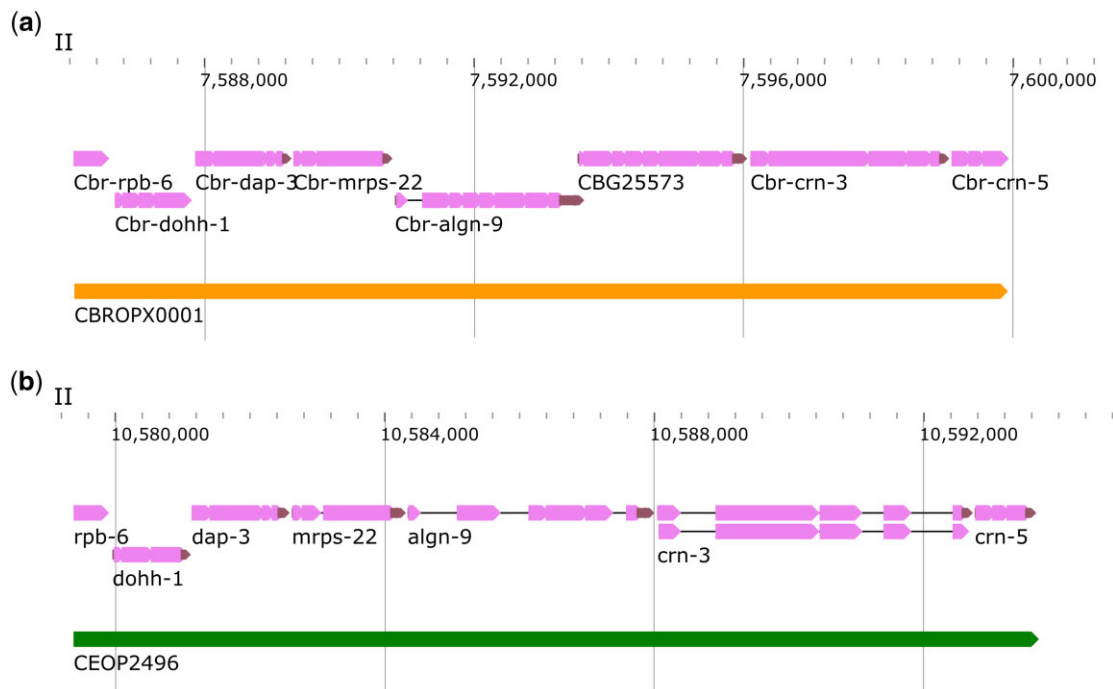 (a)
II
7,588,000 7,592,000 7,596,000 7,600,000
Cbr-rpb-6 Cbr-dap-3 Cbr-mrps-22 CBG25573 Cbr-crn-3 Cbr-crn-5
Cbr-dohh-1 Cbr-algn-9
CBROPX0001
(b)
II
10,580,000 10,584,000 10,588,000 10,592,000
rpb-6 dap-3 mrps-22 algn-9 crn-3 crn-5
dohh-1
CEOP2496